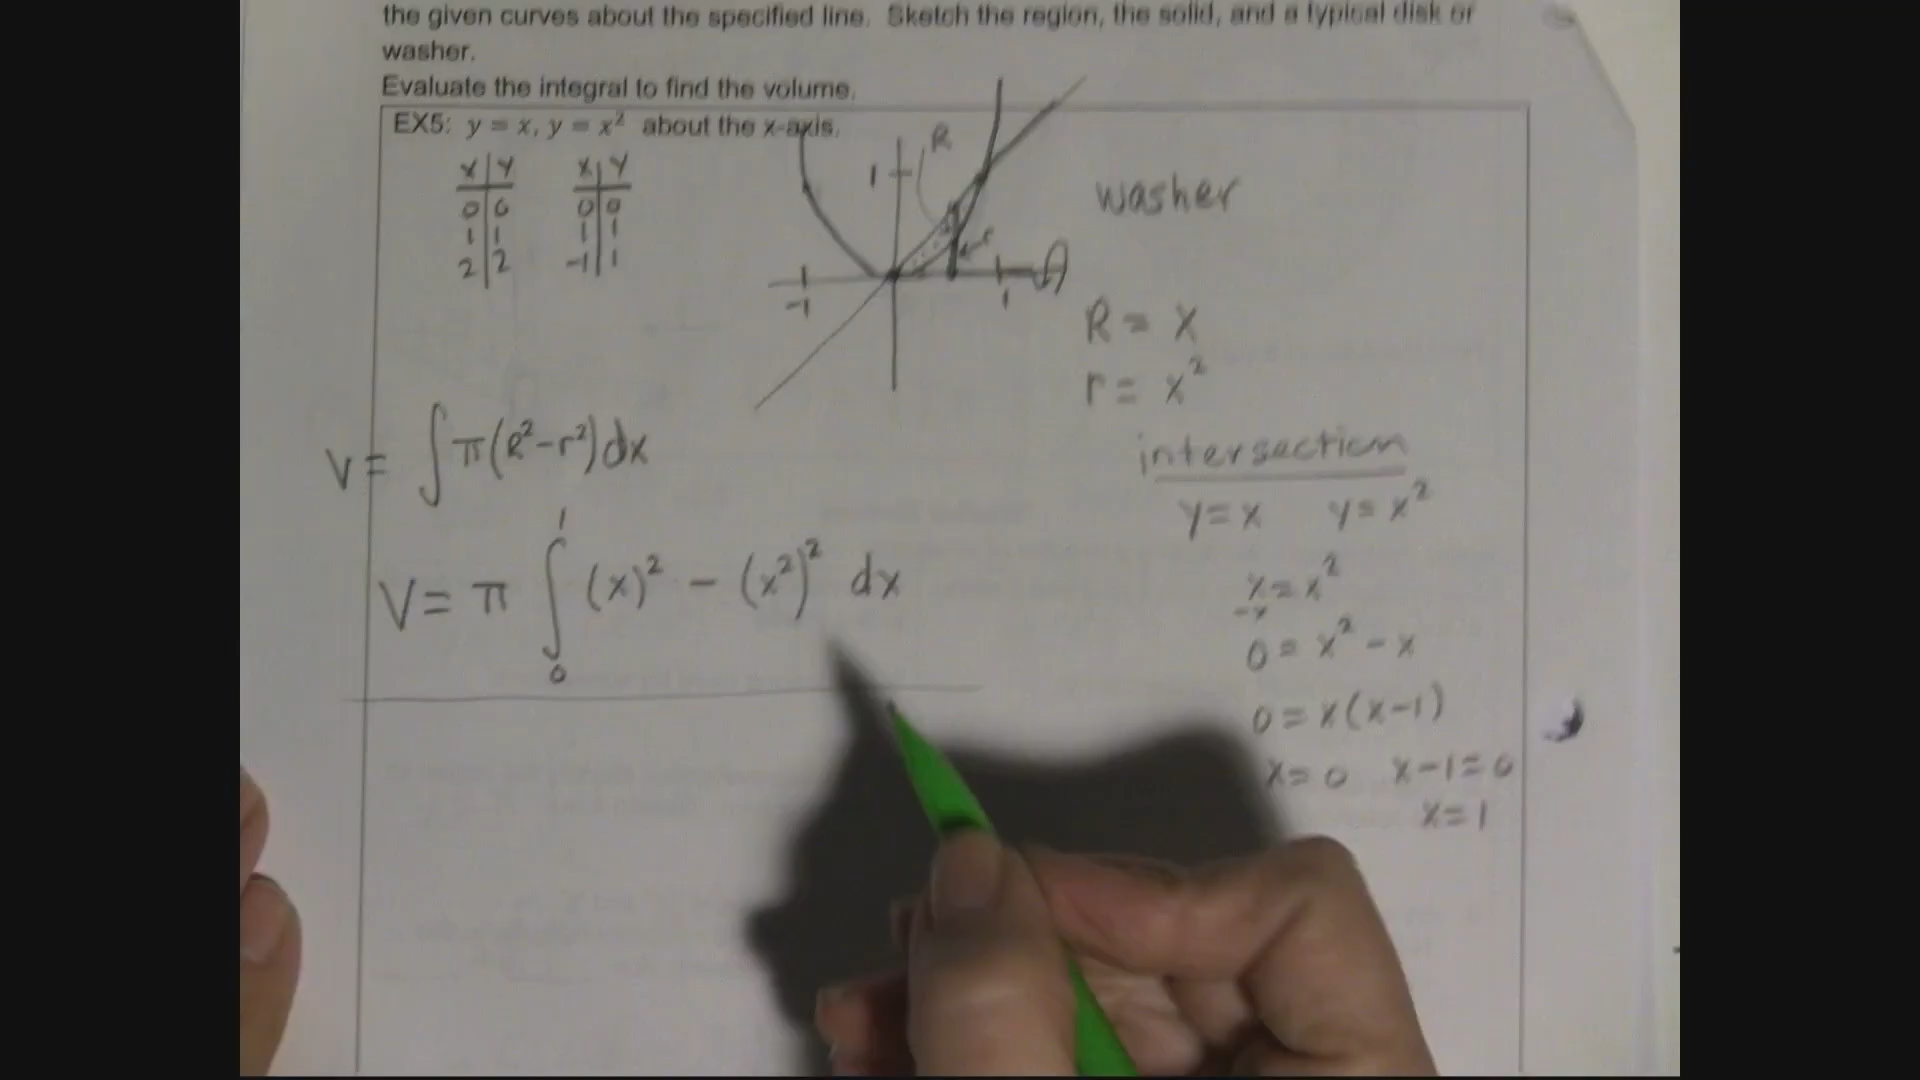 the given curves about the specified line. Sketch the region, the solid, and a typical disk or
washer.
Evaluate the integral to find the volume.
EX5: y = x, y = x² about the x-axis.
x | y
0 | 0
1 | 1
2 | 2
x | y
0 | 0
1 | 1
-1 | 1
R
1
r
-1
1
washer
R = x
r = x²
V = ∫ π(R²-r²)dx
V = π ∫₀¹ (x)² - (x²)² dx
intersection
y = x y = x²
x = x²
-x
0 = x² - x
0 = x(x-1)
x = 0 x-1 = 0
x = 1